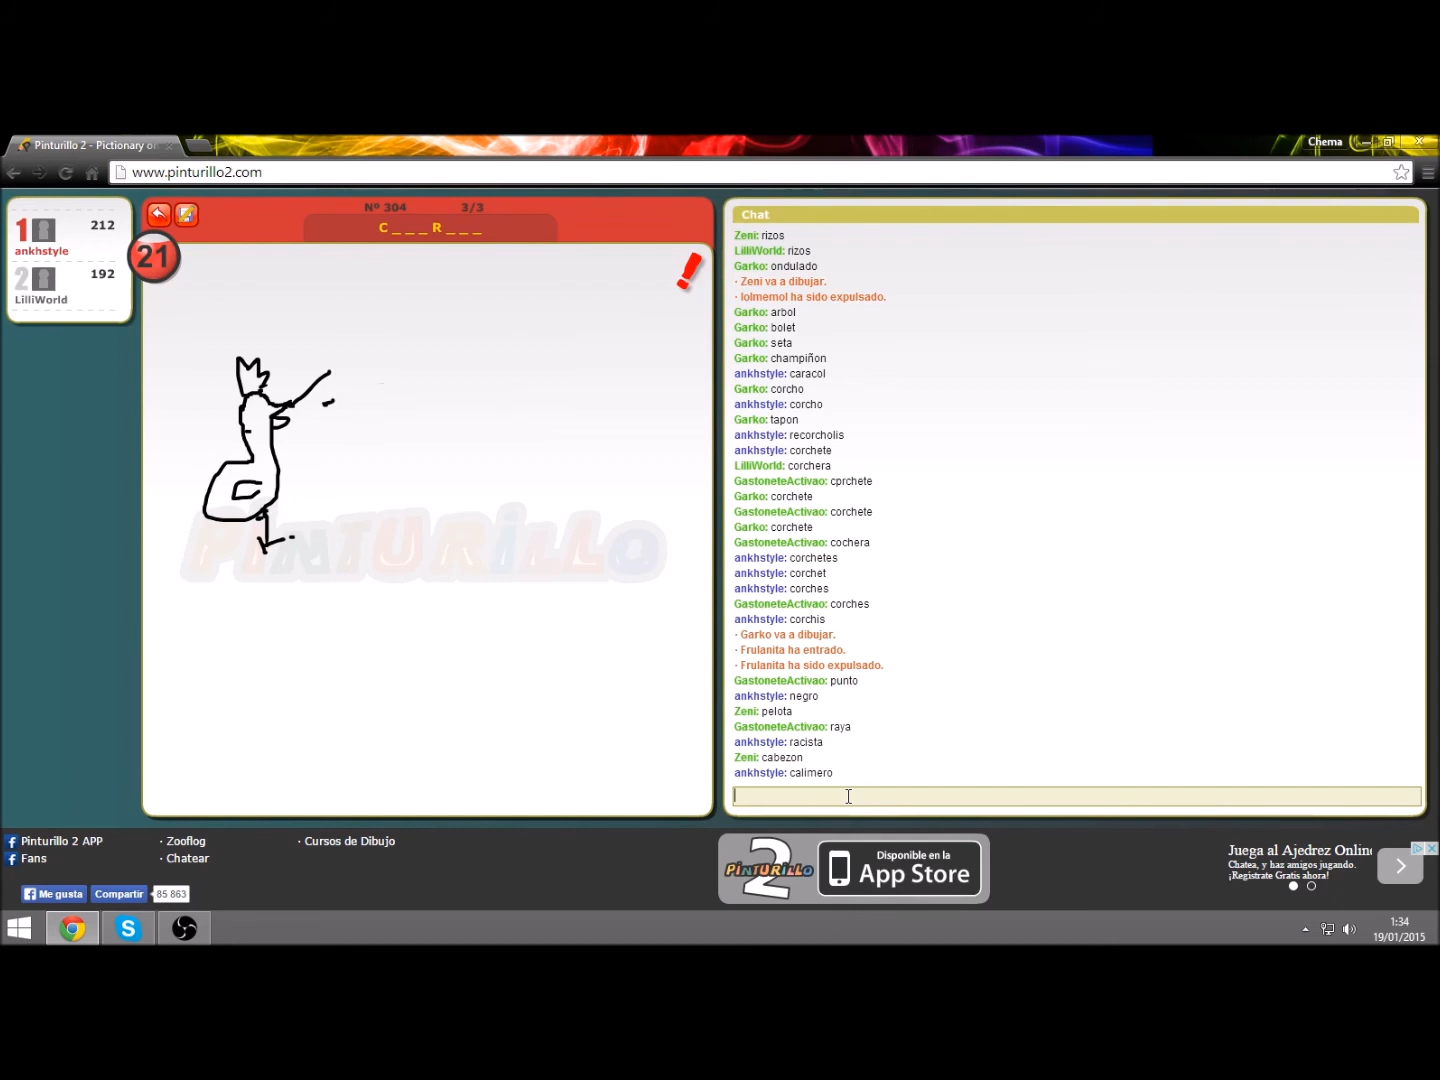 Pinturillo 2 - Pictionary on
Chema
www.pinturillo2.com
1
212
ankhstyle
2
192
LilliWorld
21
Nº 304
3/3
C _ _ _ R _ _ _
PINTURILLO
Chat
Zeni: rizos
LilliWorld: rizos
Garko: ondulado
· Zeni va a dibujar.
· lolmemol ha sido expulsado.
Garko: arbol
Garko: bolet
Garko: seta
Garko: champiñon
ankhstyle: caracol
Garko: corcho
ankhstyle: corcho
Garko: tapon
ankhstyle: recorcholis
ankhstyle: corchete
LilliWorld: corchera
GastoneteActivao: cprchete
Garko: corchete
GastoneteActivao: corchete
Garko: corchete
GastoneteActivao: cochera
ankhstyle: corchetes
ankhstyle: corchet
ankhstyle: corches
GastoneteActivao: corches
ankhstyle: corchis
· Garko va a dibujar.
· Frulanita ha entrado.
· Frulanita ha sido expulsado.
GastoneteActivao: punto
ankhstyle: negro
Zeni: pelota
GastoneteActivao: raya
ankhstyle: racista
Zeni: cabezon
ankhstyle: calimero
Pinturillo 2 APP
Fans
· Zooflog
· Chatear
· Cursos de Dibujo
Me gusta
Compartir
85 863
PINTURILLO 2
Disponible en la
App Store
Juega al Ajedrez Online
Chatea, y haz amigos jugando.
¡Registrate Gratis ahora!
1:34
19/01/2015